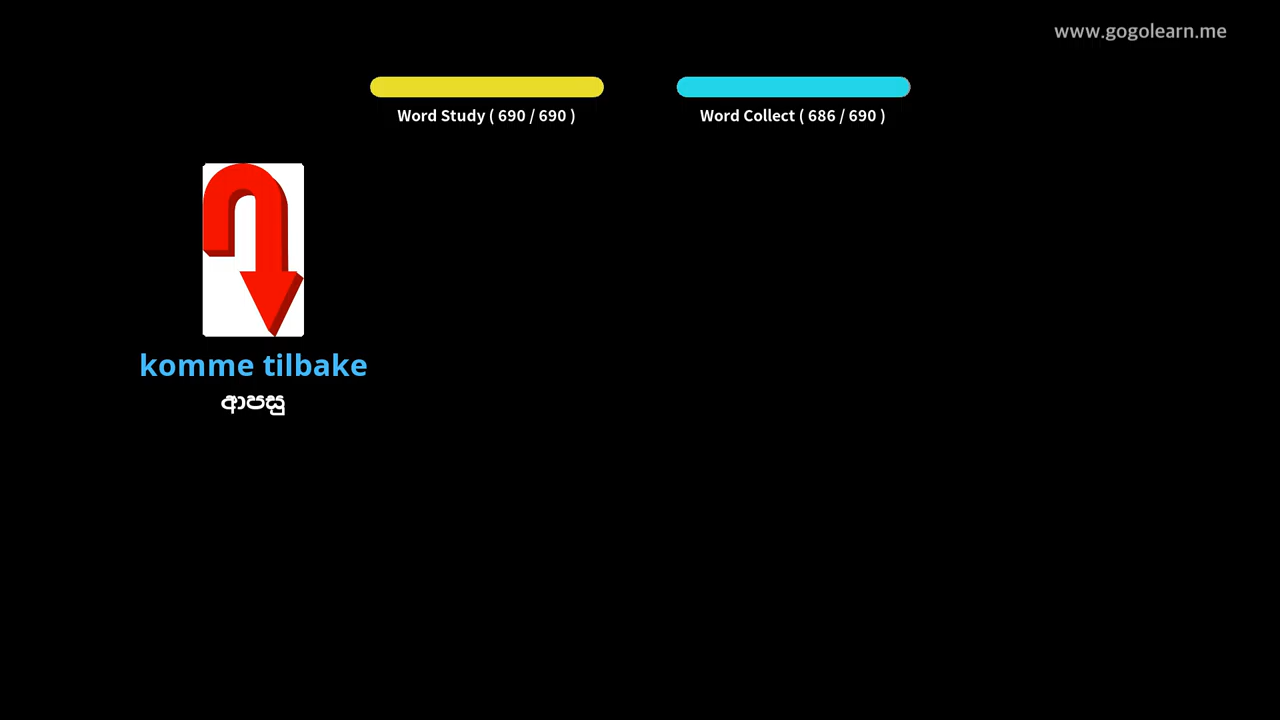 www.gogolearn.me
Word Study ( 690 / 690 )
Word Collect ( 686 / 690 )
komme tilbake
ආපසු